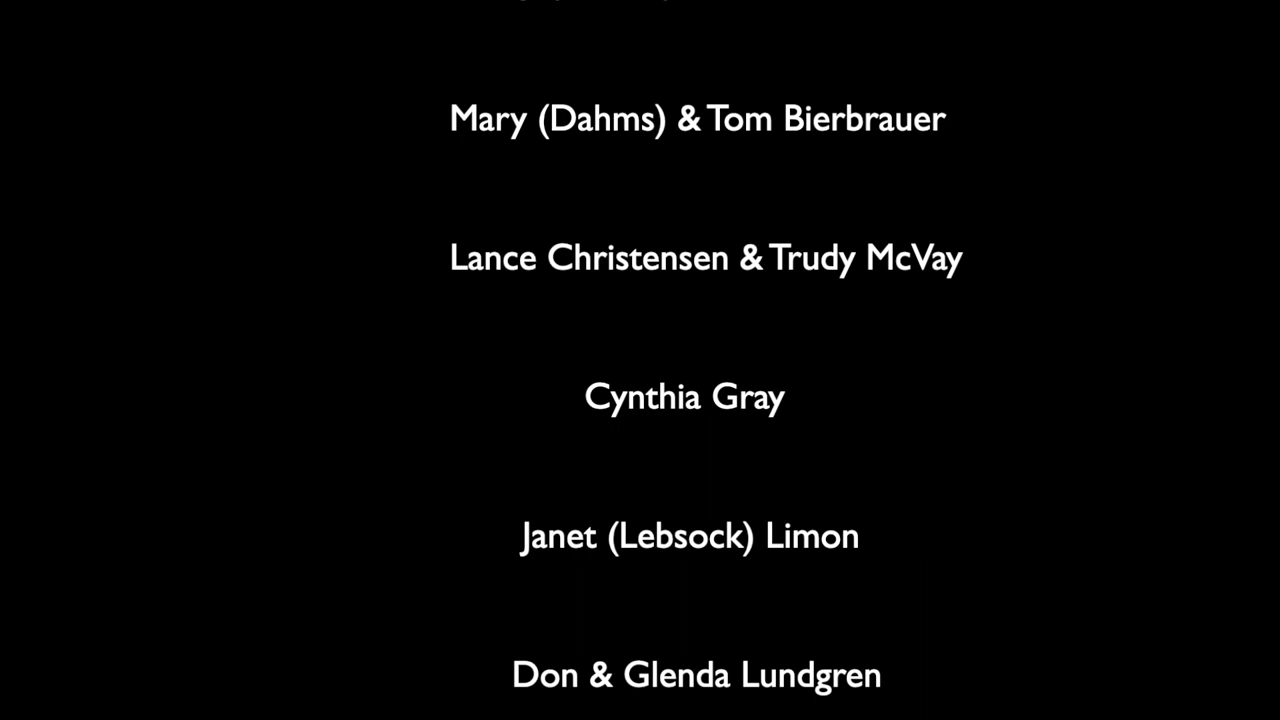 Mary (Dahms) & Tom Bierbrauer
Lance Christensen & Trudy McVay
Cynthia Gray
Janet (Lebsock) Limon
Don & Glenda Lundgren